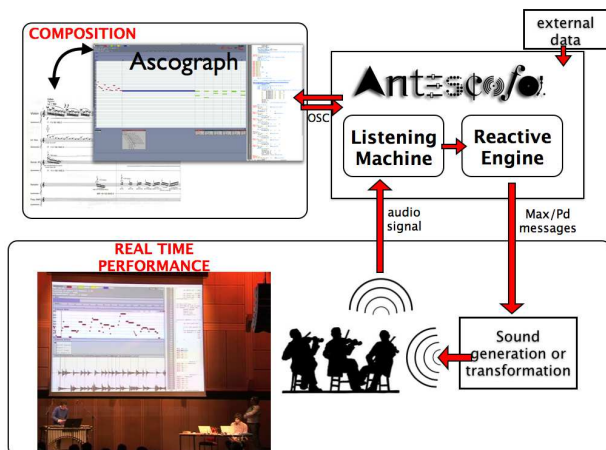 COMPOSITION
Ascograph
OSC
external
data
Antescofo
Listening
Machine
Reactive
Engine
audio
signal
Max/Pd
messages
REAL TIME
PERFORMANCE
Sound
generation or
transformation